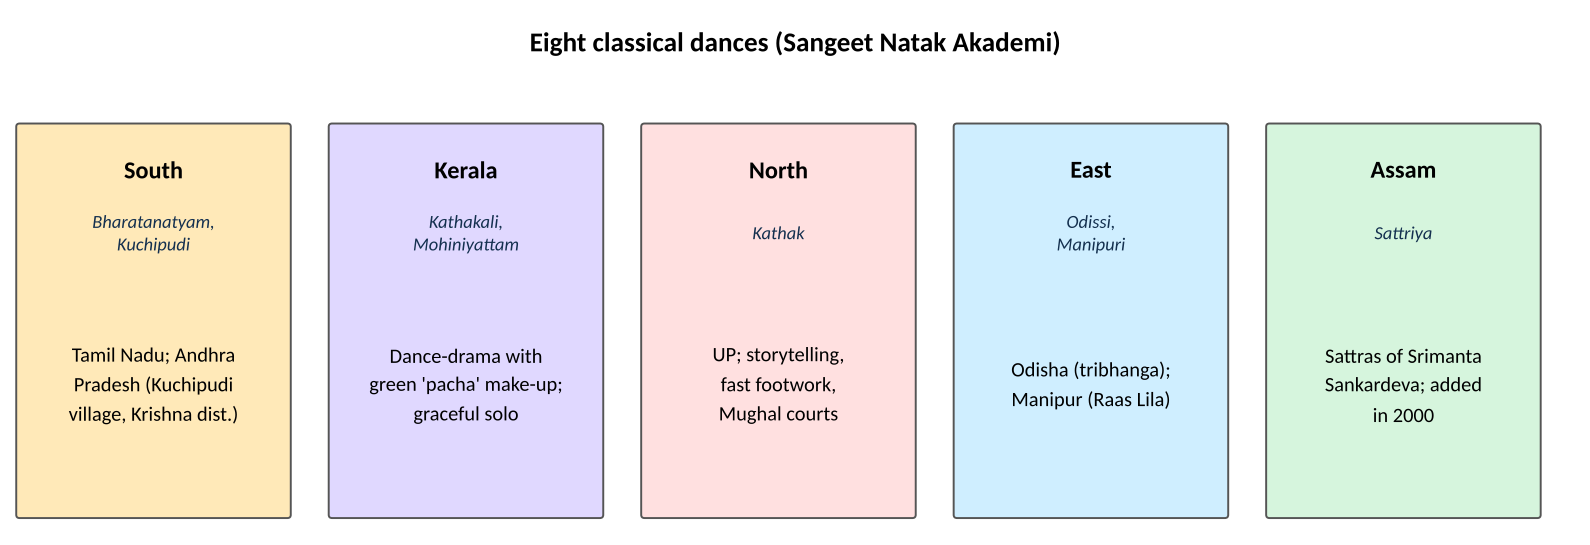 Eight classical dances (Sangeet Natak Akademi)
South
Bharatanatyam,
Kuchipudi
Tamil Nadu; Andhra
Pradesh (Kuchipudi
village, Krishna dist.)
Kerala
Kathakali,
Mohiniyattam
Dance-drama with
green 'pacha' make-up;
graceful solo
North
Kathak
UP; storytelling,
fast footwork,
Mughal courts
East
Odissi,
Manipuri
Odisha (tribhanga);
Manipur (Raas Lila)
Assam
Sattriya
Sattras of Srimanta
Sankardeva; added
in 2000